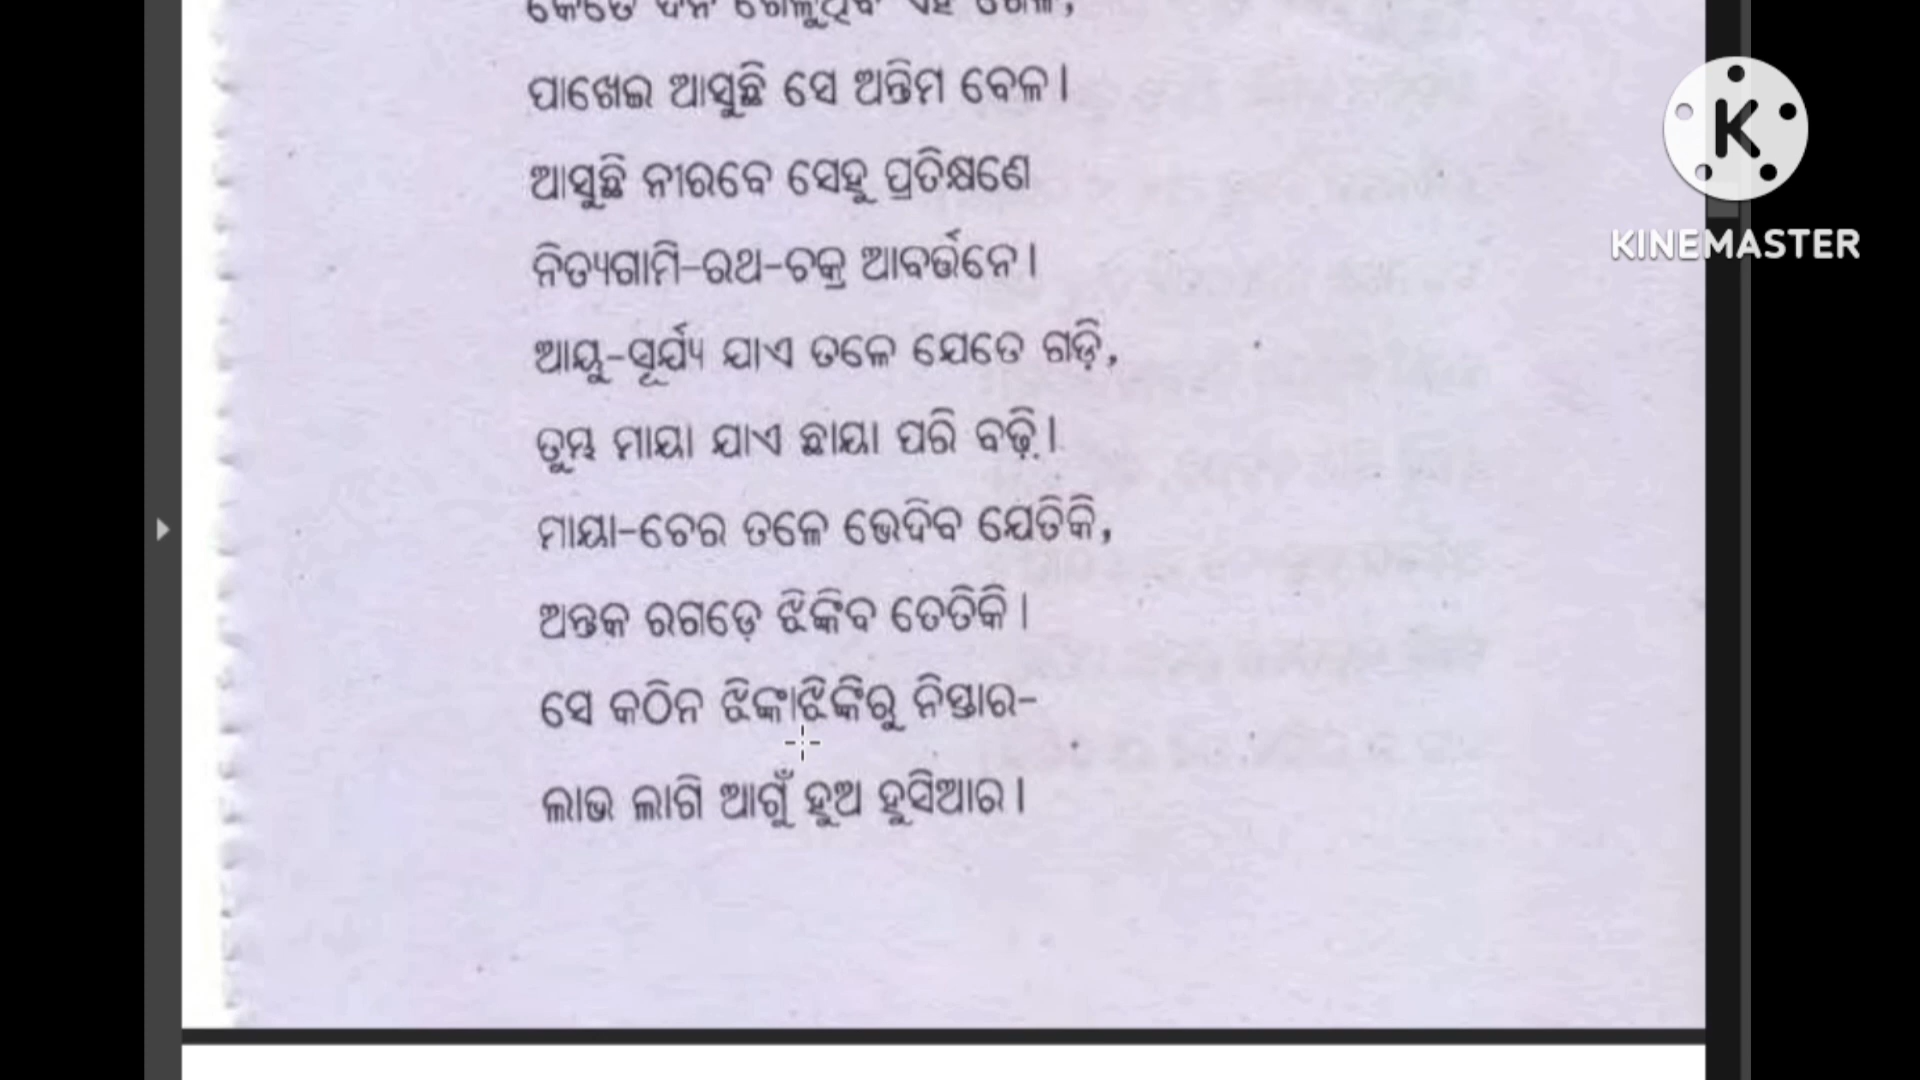 ପାଖେଇ ଆସୁଛି ସେ ଅନ୍ତିମ ବେଳ।
ଆସୁଛି ନୀରବେ ସେହୁ ପ୍ରତିକ୍ଷଣେ
ନିତ୍ୟଗାମି-ରଥ-ଚକ୍ର ଆବର୍ତ୍ତନେ।
ଆୟୁ-ସୂର୍ଯ୍ୟ ଯାଏ ତଳେ ଯେତେ ଗଡ଼ି,
ତୁମ୍ଭ ମାୟା ଯାଏ ଛାୟା ପରି ବଢ଼ି।
ମାୟା-ଚେର ତଳେ ଭେଦିବ ଯେତିକି,
ଅନ୍ତକ ରଗଡ଼େ ଝିଙ୍କିବ ତେତିକି।
ସେ କଠିନ ଝିଙ୍କାଝିଙ୍କିରୁ ନିସ୍ତାର-
ଲାଭ ଲାଗି ଆଗୁଁ ହୁଅ ହୁସିଆର।
K
KINEMASTER